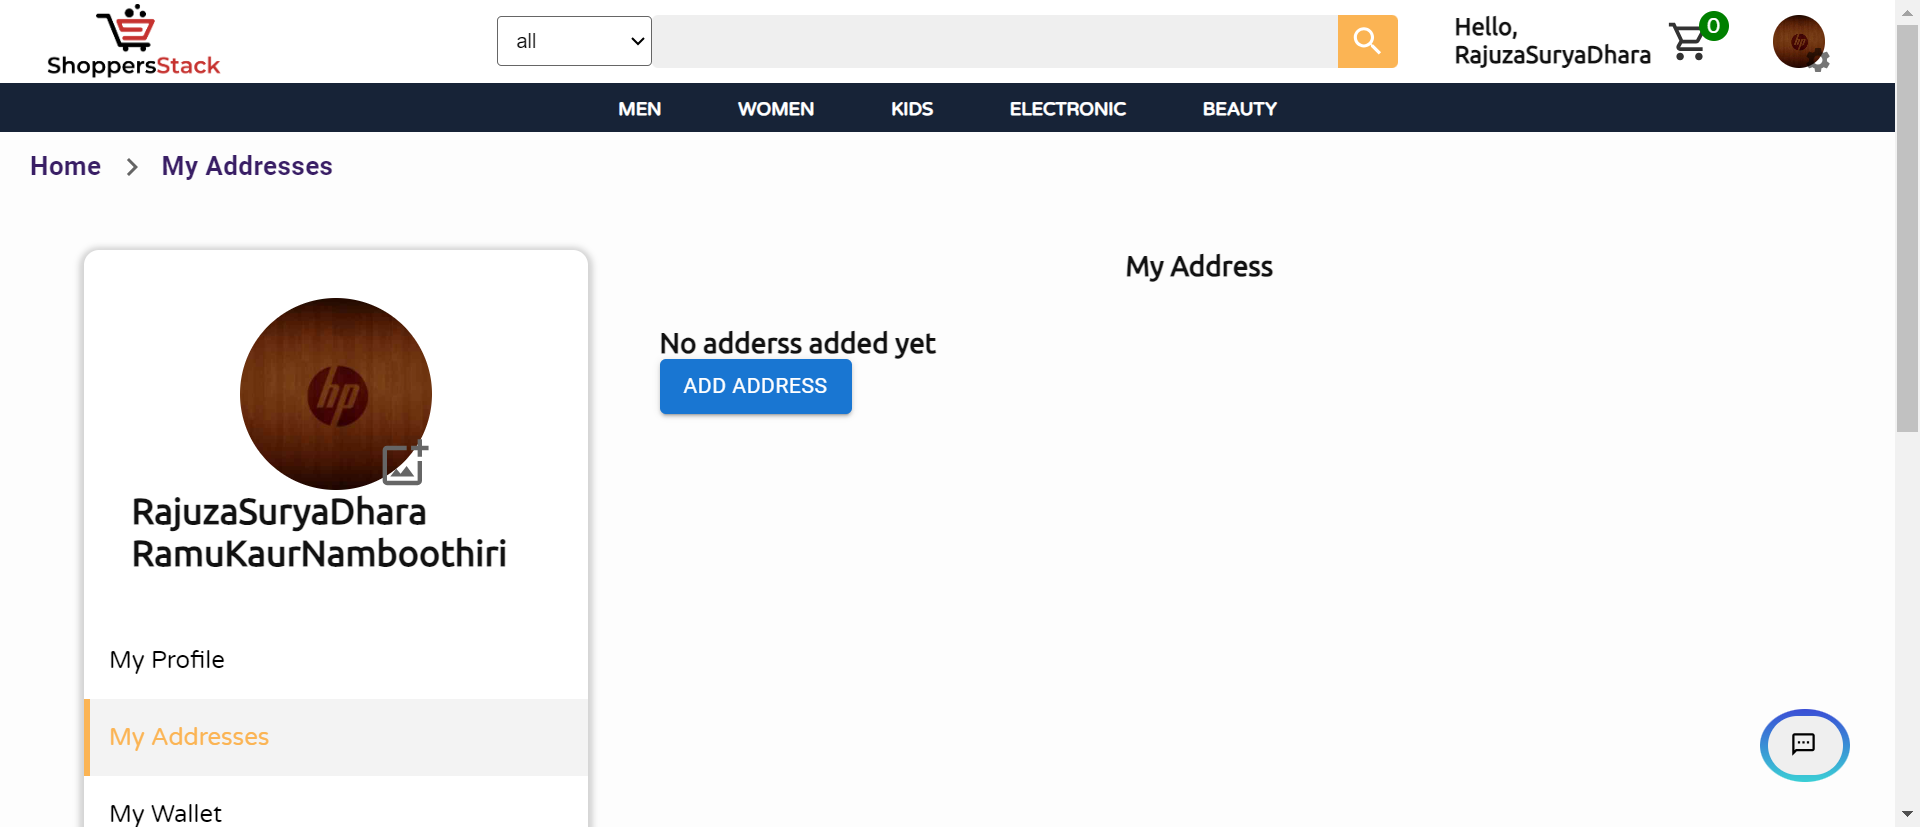 ShoppersStack
all
Hello,
RajuzaSuryaDhara
0
MEN WOMEN KIDS ELECTRONIC BEAUTY
Home > My Addresses
hp
RajuzaSuryaDhara
RamuKaurNamboothiri
My Profile
My Addresses
My Wallet
My Address
No adderss added yet
ADD ADDRESS